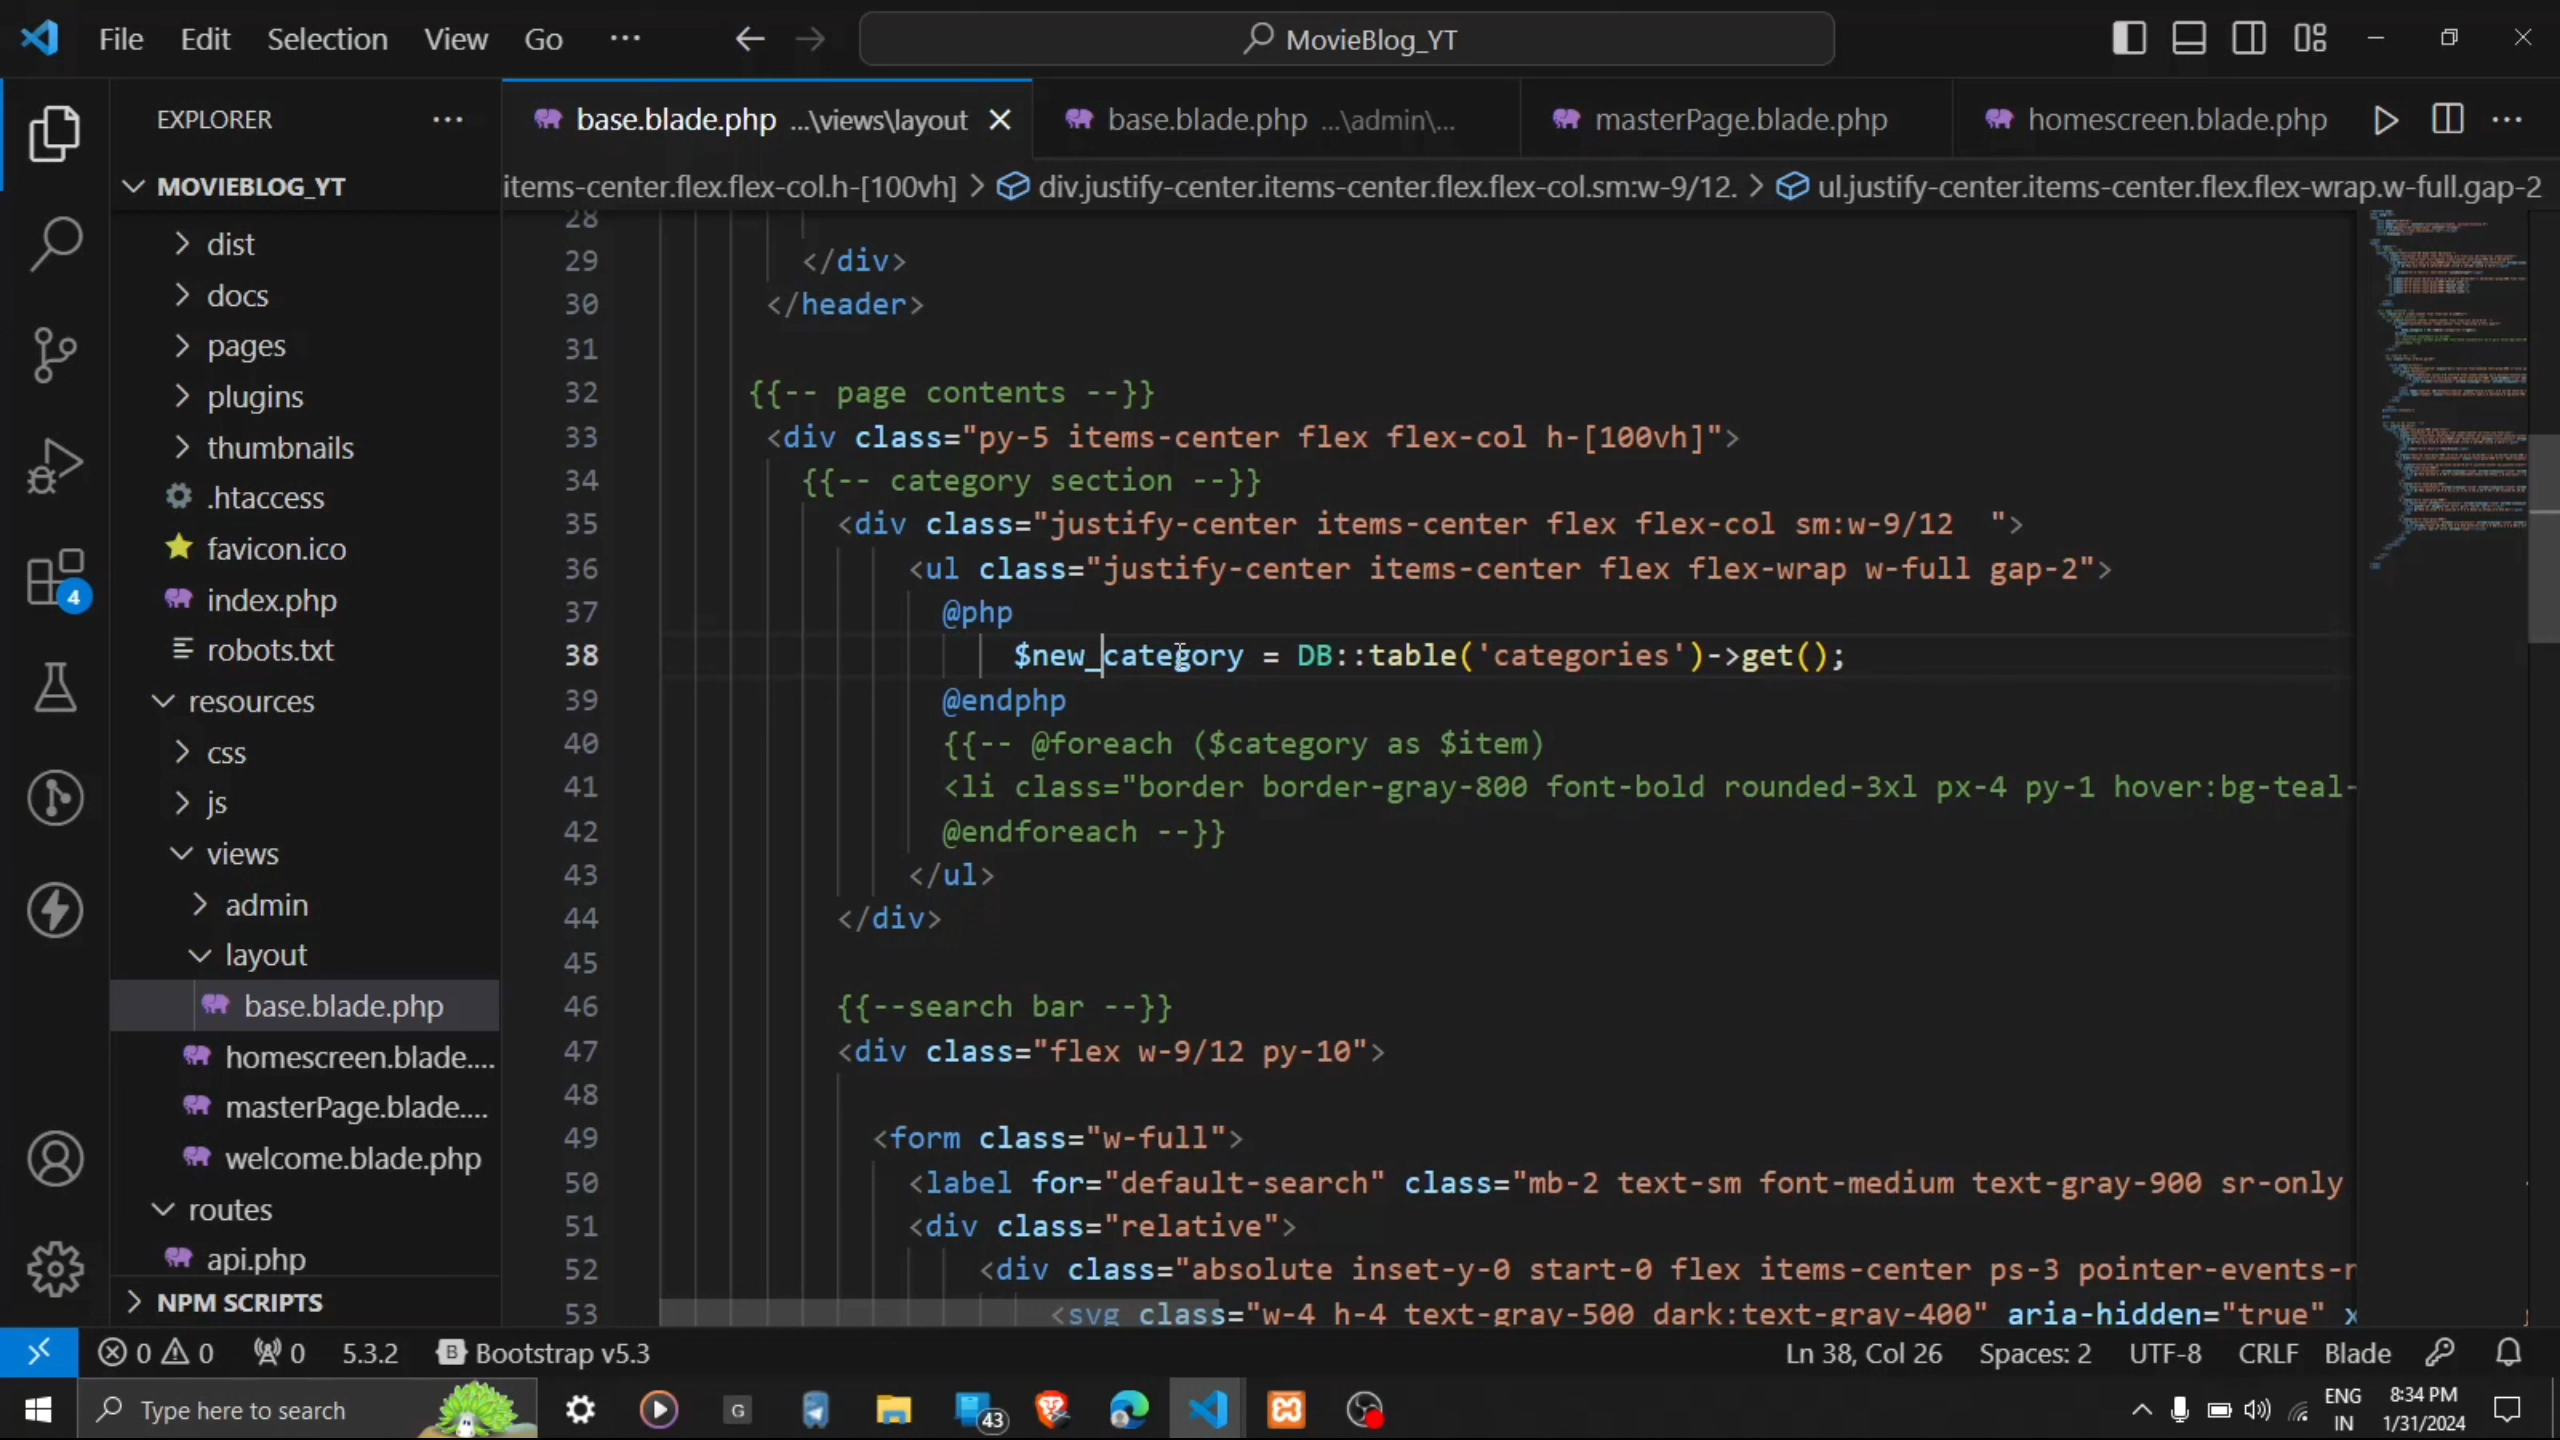 File Edit Selection View Go ··· MovieBlog_YT
EXPLORER ···
base.blade.php ...\views\layout
base.blade.php ...\admin\...
masterPage.blade.php
homescreen.blade.php
MOVIEBLOG_YT
items-center.flex.flex-col.h-[100vh] > div.justify-center.items-center.flex.flex-col.sm:w-9/12. > ul.justify-center.items-center.flex.flex-wrap.w-full.gap-2
dist
docs
pages
plugins
thumbnails
.htaccess
favicon.ico
index.php
robots.txt
resources
css
js
views
admin
layout
base.blade.php
homescreen.blade....
masterPage.blade....
welcome.blade.php
routes
api.php
NPM SCRIPTS
28
29 </div>
30 </header>
31
32 {{-- page contents --}}
33 <div class="py-5 items-center flex flex-col h-[100vh]">
34 {{-- category section --}}
35 <div class="justify-center items-center flex flex-col sm:w-9/12  ">
36 <ul class="justify-center items-center flex flex-wrap w-full gap-2">
37 @php
38 $new_category = DB::table('categories')->get();
39 @endphp
40 {{-- @foreach ($category as $item)
41 <li class="border border-gray-800 font-bold rounded-3xl px-4 py-1 hover:bg-teal-
42 @endforeach --}}
43 </ul>
44 </div>
45
46 {{--search bar --}}
47 <div class="flex w-9/12 py-10">
48
49 <form class="w-full">
50 <label for="default-search" class="mb-2 text-sm font-medium text-gray-900 sr-only
51 <div class="relative">
52 <div class="absolute inset-y-0 start-0 flex items-center ps-3 pointer-events-
53 <svg class="w-4 h-4 text-gray-500 dark:text-gray-400" aria-hidden="true"
4
0 0 0 5.3.2 B Bootstrap v5.3 Ln 38, Col 26 Spaces: 2 UTF-8 CRLF Blade
Type here to search G 43 ENG IN 8:34 PM 1/31/2024